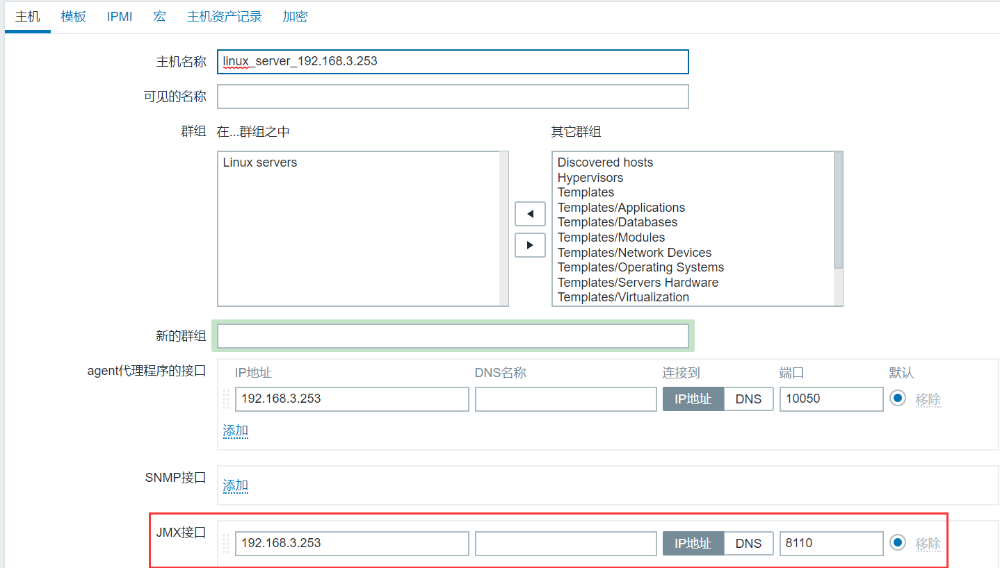 主机 模板 IPMI 宏 主机资产记录 加密
主机名称 linux_server_192.168.3.253
可见的名称
群组 在...群组之中 其它群组
Linux servers
Discovered hosts
Hypervisors
Templates
Templates/Applications
Templates/Databases
Templates/Modules
Templates/Network Devices
Templates/Operating Systems
Templates/Servers Hardware
Templates/Virtualization
新的群组
agent代理程序的接口 IP地址 DNS名称 连接到 端口 默认
192.168.3.253 IP地址 DNS 10050 移除
添加
SNMP接口 添加
JMX接口 192.168.3.253 IP地址 DNS 8110 移除